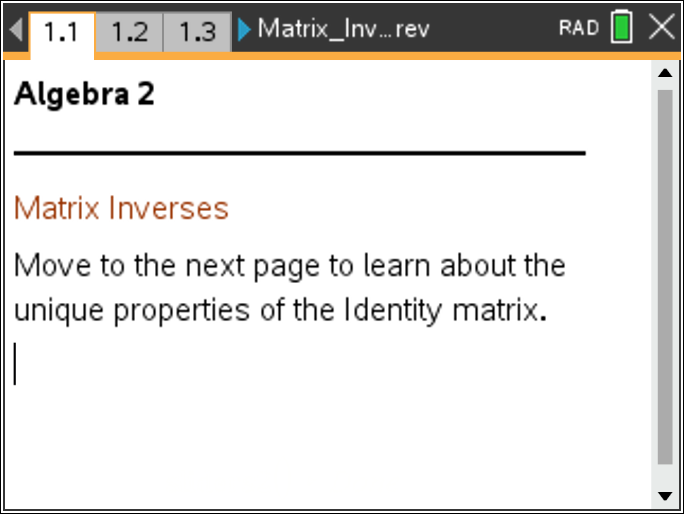 1.1 1.2 1.3 Matrix_Inv...rev RAD
Algebra 2
Matrix Inverses
Move to the next page to learn about the
unique properties of the Identity matrix.